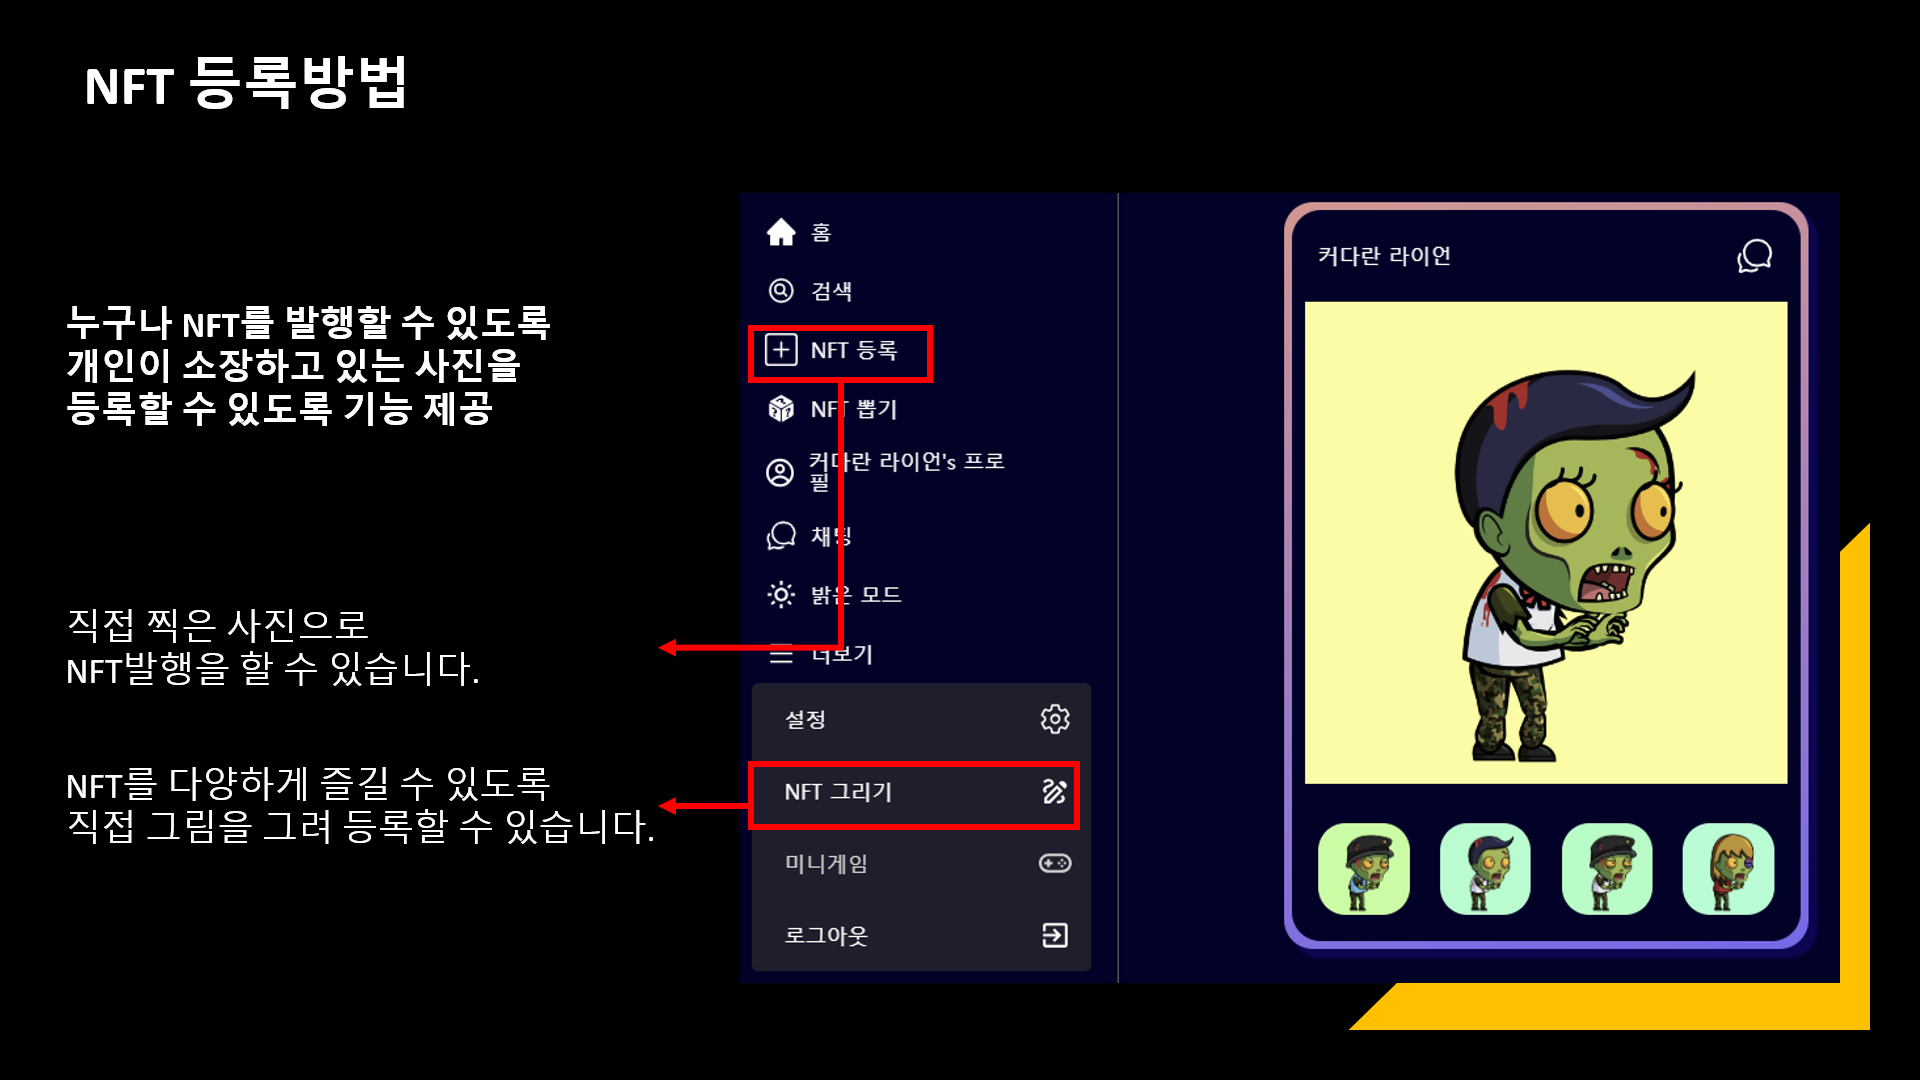 NFT 등록방법
누구나 NFT를 발행할 수 있도록
개인이 소장하고 있는 사진을
등록할 수 있도록 기능 제공
직접 찍은 사진으로
NFT발행을 할 수 있습니다.
NFT를 다양하게 즐길 수 있도록
직접 그림을 그려 등록할 수 있습니다.
홈
검색
NFT 등록
NFT 뽑기
커다란 라이언's 프로
필
채팅
밝은 모드
더보기
설정
NFT 그리기
미니게임
로그아웃
커다란 라이언